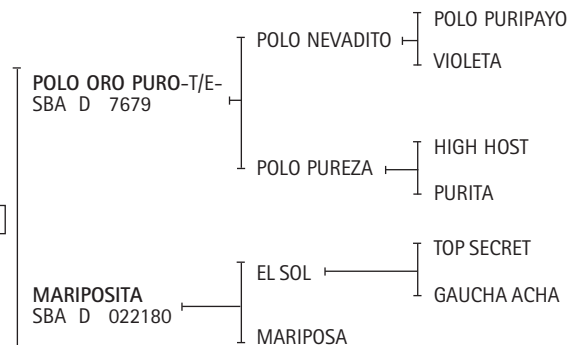 POLO PURIPAYO
POLO NEVADITO
VIOLETA
POLO ORO PURO-T/E-
SBA D 7679
HIGH HOST
POLO PUREZA
PURITA
TOP SECRET
EL SOL
GAUCHA ACHA
MARIPOSITA
SBA D 022180
MARIPOSA